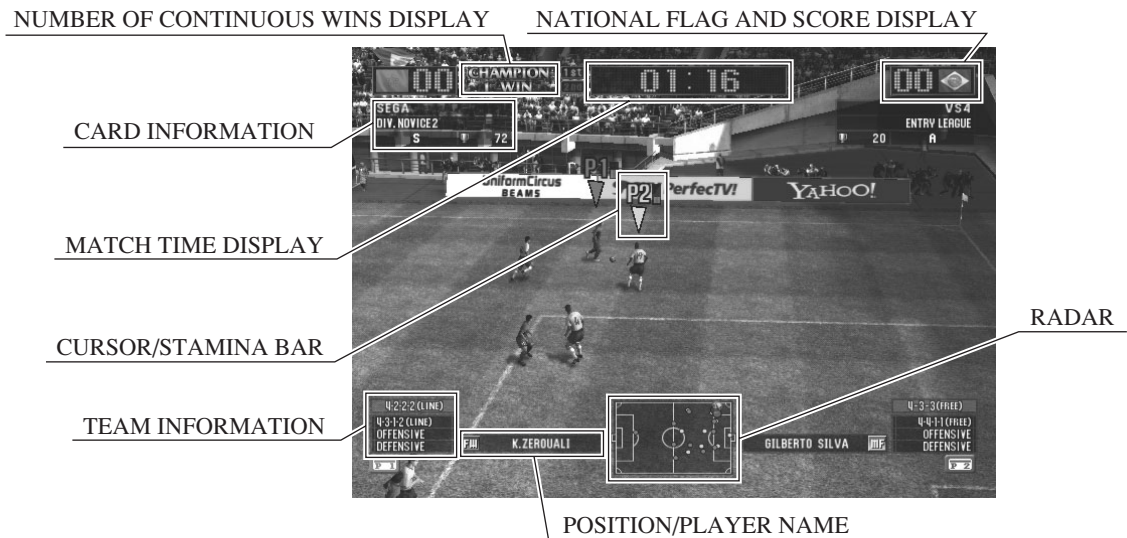 NUMBER OF CONTINUOUS WINS DISPLAY
NATIONAL FLAG AND SCORE DISPLAY
00
CHAMPION
1 WIN
1st
01:16
00
SEGA
DIV. NOVICE2
S 72
VS4
ENTRY LEAGUE
20 A
CARD INFORMATION
P1
UniformCircus
BEAMS
PerfecTV!
YAHOO!
P2
MATCH TIME DISPLAY
RADAR
CURSOR/STAMINA BAR
TEAM INFORMATION
4-2-2-2 (LINE)
4-3-1-2 (LINE)
OFFENSIVE
DEFENSIVE
P 1
FW K.ZEROUALI
GILBERTO SILVA MF
4-3-3(FREE)
4-4-1-1(FREE)
OFFENSIVE
DEFENSIVE
P 2
POSITION/PLAYER NAME